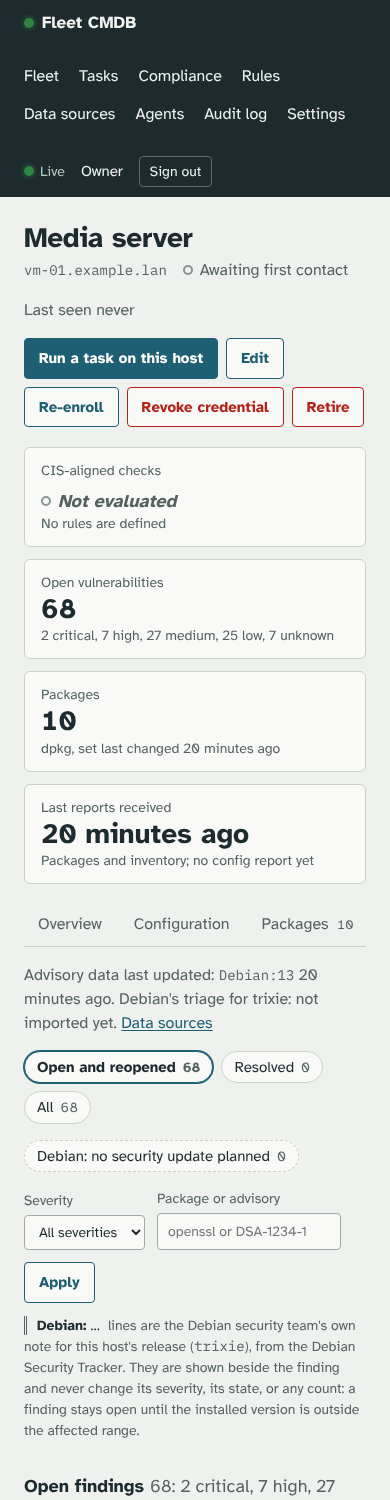 Fleet CMDB
Fleet Tasks Compliance Rules
Data sources Agents Audit log Settings
Live Owner Sign out
Media server
vm-01.example.lan Awaiting first contact
Last seen never
Run a task on this host Edit
Re-enroll Revoke credential Retire
CIS-aligned checks
Not evaluated
No rules are defined
Open vulnerabilities
68
2 critical, 7 high, 27 medium, 25 low, 7 unknown
Packages
10
dpkg, set last changed 20 minutes ago
Last reports received
20 minutes ago
Packages and inventory; no config report yet
Overview Configuration Packages 10
Advisory data last updated: Debian:13 20
minutes ago. Debian's triage for trixie: not
imported yet. Data sources
Open and reopened 68 Resolved 0
All 68
Debian: no security update planned 0
Severity Package or advisory
All severities openssl or DSA-1234-1
Apply
Debian: … lines are the Debian security team's own
note for this host's release (trixie), from the Debian
Security Tracker. They are shown beside the finding
and never change its severity, its state, or any count: a
finding stays open until the installed version is outside
the affected range.
Open findings 68: 2 critical, 7 high, 27